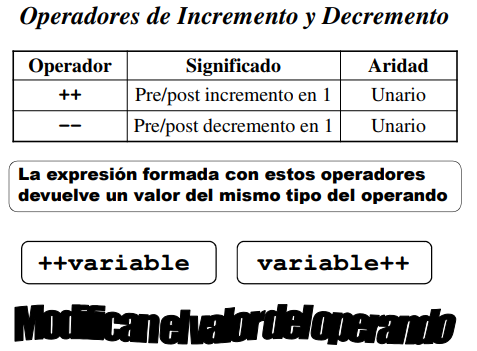 Operadores de Incremento y Decremento
Operador Significado Aridad
++ Pre/post incremento en 1 Unario
-- Pre/post decremento en 1 Unario
La expresión formada con estos operadores
devuelve un valor del mismo tipo del operando
++variable variable++
Modifican el valor del operando